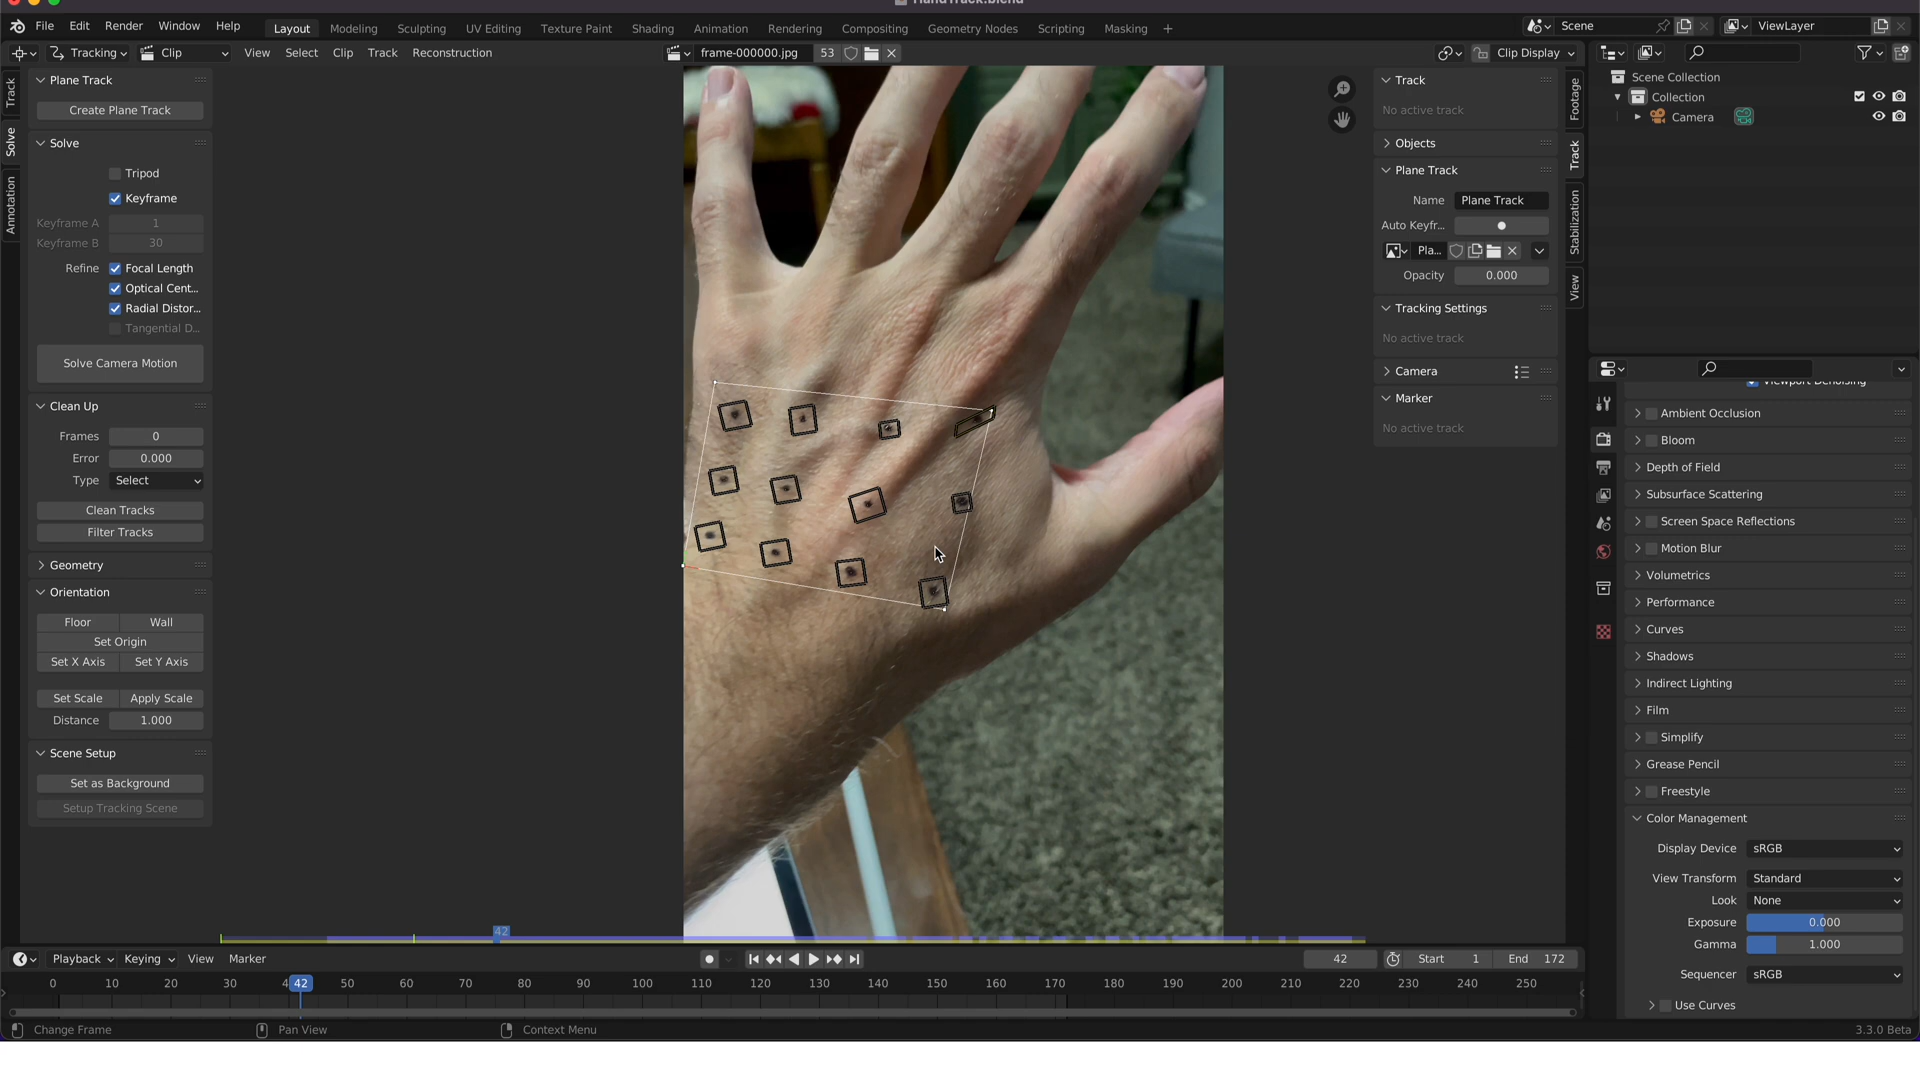 HandTrack.blend
File Edit Render Window Help Layout Modeling Sculpting UV Editing Texture Paint Shading Animation Rendering Compositing Geometry Nodes Scripting Masking + Scene ViewLayer
Tracking Clip View Select Clip Track Reconstruction frame-000000.jpg 53 Clip Display
Track
Solve
Annotation
Plane Track
Create Plane Track
Solve
Tripod
Keyframe
Keyframe A 1
Keyframe B 30
Refine Focal Length
Optical Cent...
Radial Distor...
Tangential D...
Solve Camera Motion
Clean Up
Frames 0
Error 0.000
Type Select
Clean Tracks
Filter Tracks
Geometry
Orientation
Floor Wall
Set Origin
Set X Axis Set Y Axis
Set Scale Apply Scale
Distance 1.000
Scene Setup
Set as Background
Setup Tracking Scene
42
Track
No active track
Objects
Plane Track
Name Plane Track
Auto Keyfr...
Pla...
Opacity 0.000
Tracking Settings
No active track
Camera
Marker
No active track
Footage
Track
Stabilization
View
Scene Collection
Collection
Camera
Viewport Denoising
Ambient Occlusion
Bloom
Depth of Field
Subsurface Scattering
Screen Space Reflections
Motion Blur
Volumetrics
Performance
Curves
Shadows
Indirect Lighting
Film
Simplify
Grease Pencil
Freestyle
Color Management
Display Device sRGB
View Transform Standard
Look None
Exposure 0.000
Gamma 1.000
Sequencer sRGB
Use Curves
Playback Keying View Marker 42 Start 1 End 172
0 10 20 30 4 42 50 60 70 80 90 100 110 120 130 140 150 160 170 180 190 200 210 220 230 240 250
Change Frame Pan View Context Menu 3.3.0 Beta